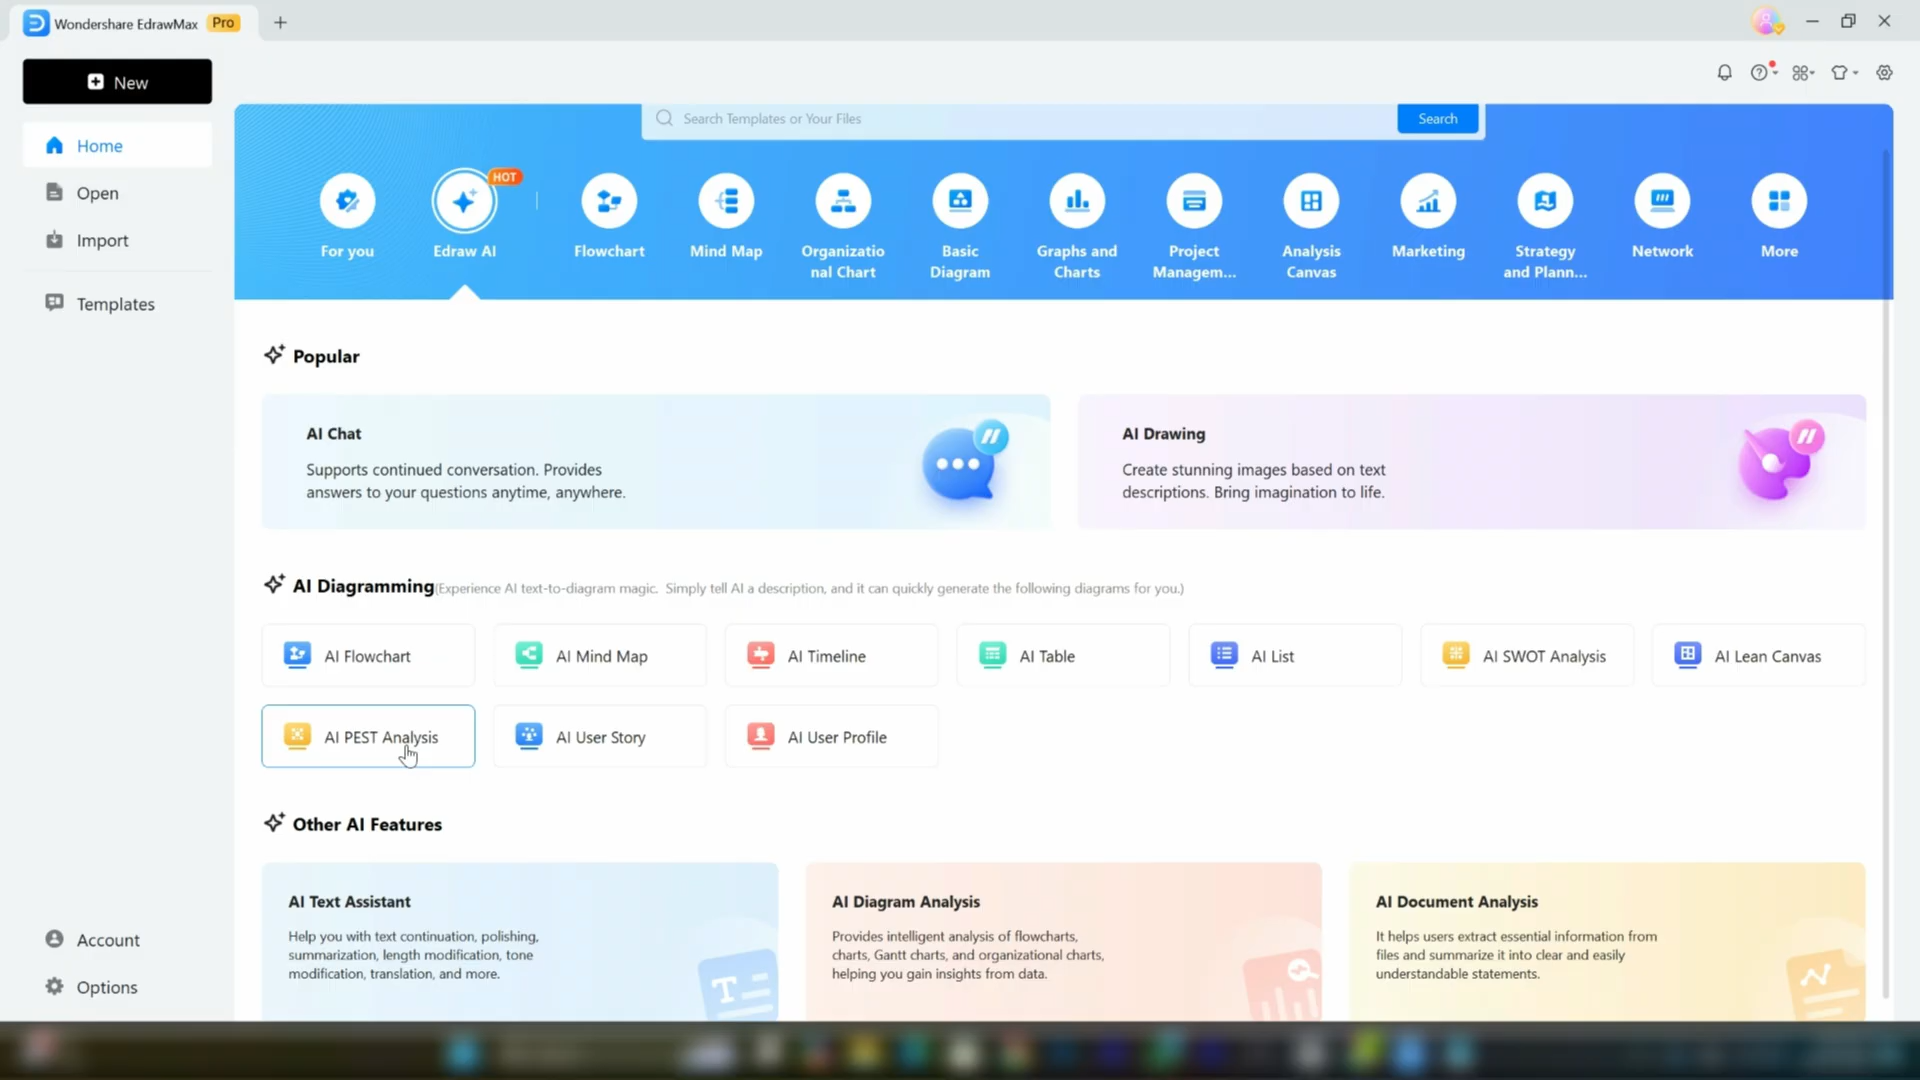 Wondershare EdrawMax Pro
New
Home
Open
Import
Templates
Account
Options
Search Templates or Your Files
Search
For you
Edraw AI
HOT
Flowchart
Mind Map
Organizatio
nal Chart
Basic
Diagram
Graphs and
Charts
Project
Managem...
Analysis
Canvas
Marketing
Strategy
and Plann...
Network
More
Popular
AI Chat
Supports continued conversation. Provides
answers to your questions anytime, anywhere.
AI Drawing
Create stunning images based on text
descriptions. Bring imagination to life.
AI Diagramming(Experience AI text-to-diagram magic. Simply tell AI a description, and it can quickly generate the following diagrams for you.)
AI Flowchart
AI Mind Map
AI Timeline
AI Table
AI List
AI SWOT Analysis
AI Lean Canvas
AI PEST Analysis
AI User Story
AI User Profile
Other AI Features
AI Text Assistant
Help you with text continuation, polishing,
summarization, length modification, tone
modification, translation, and more.
AI Diagram Analysis
Provides intelligent analysis of flowcharts,
charts, Gantt charts, and organizational charts,
helping you gain insights from data.
AI Document Analysis
It helps users extract essential information from
files and summarize it into clear and easily
understandable statements.